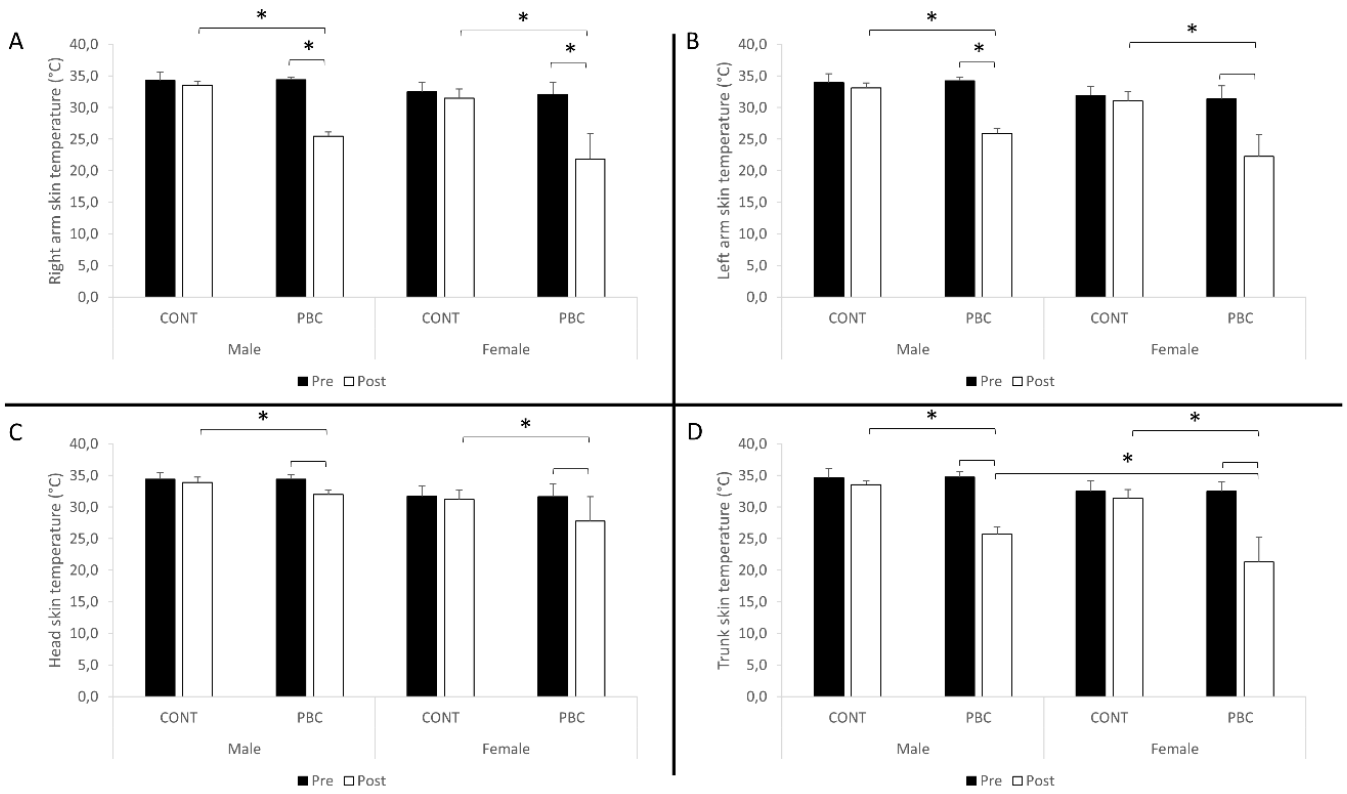 A
Right arm skin temperature (°C)
40,0
35,0
30,0
25,0
20,0
15,0
10,0
5,0
0,0
*
*
*
*
CONT PBC CONT PBC
Male Female
Pre Post
B
Left arm skin temperature (°C)
40,0
35,0
30,0
25,0
20,0
15,0
10,0
5,0
0,0
*
*
*
CONT PBC CONT PBC
Male Female
Pre Post
C
Head skin temperature (°C)
40,0
35,0
30,0
25,0
20,0
15,0
10,0
5,0
0,0
*
*
CONT PBC CONT PBC
Male Female
Pre Post
D
Trunk skin temperature (°C)
40,0
35,0
30,0
25,0
20,0
15,0
10,0
5,0
0,0
*
*
*
CONT PBC CONT PBC
Male Female
Pre Post